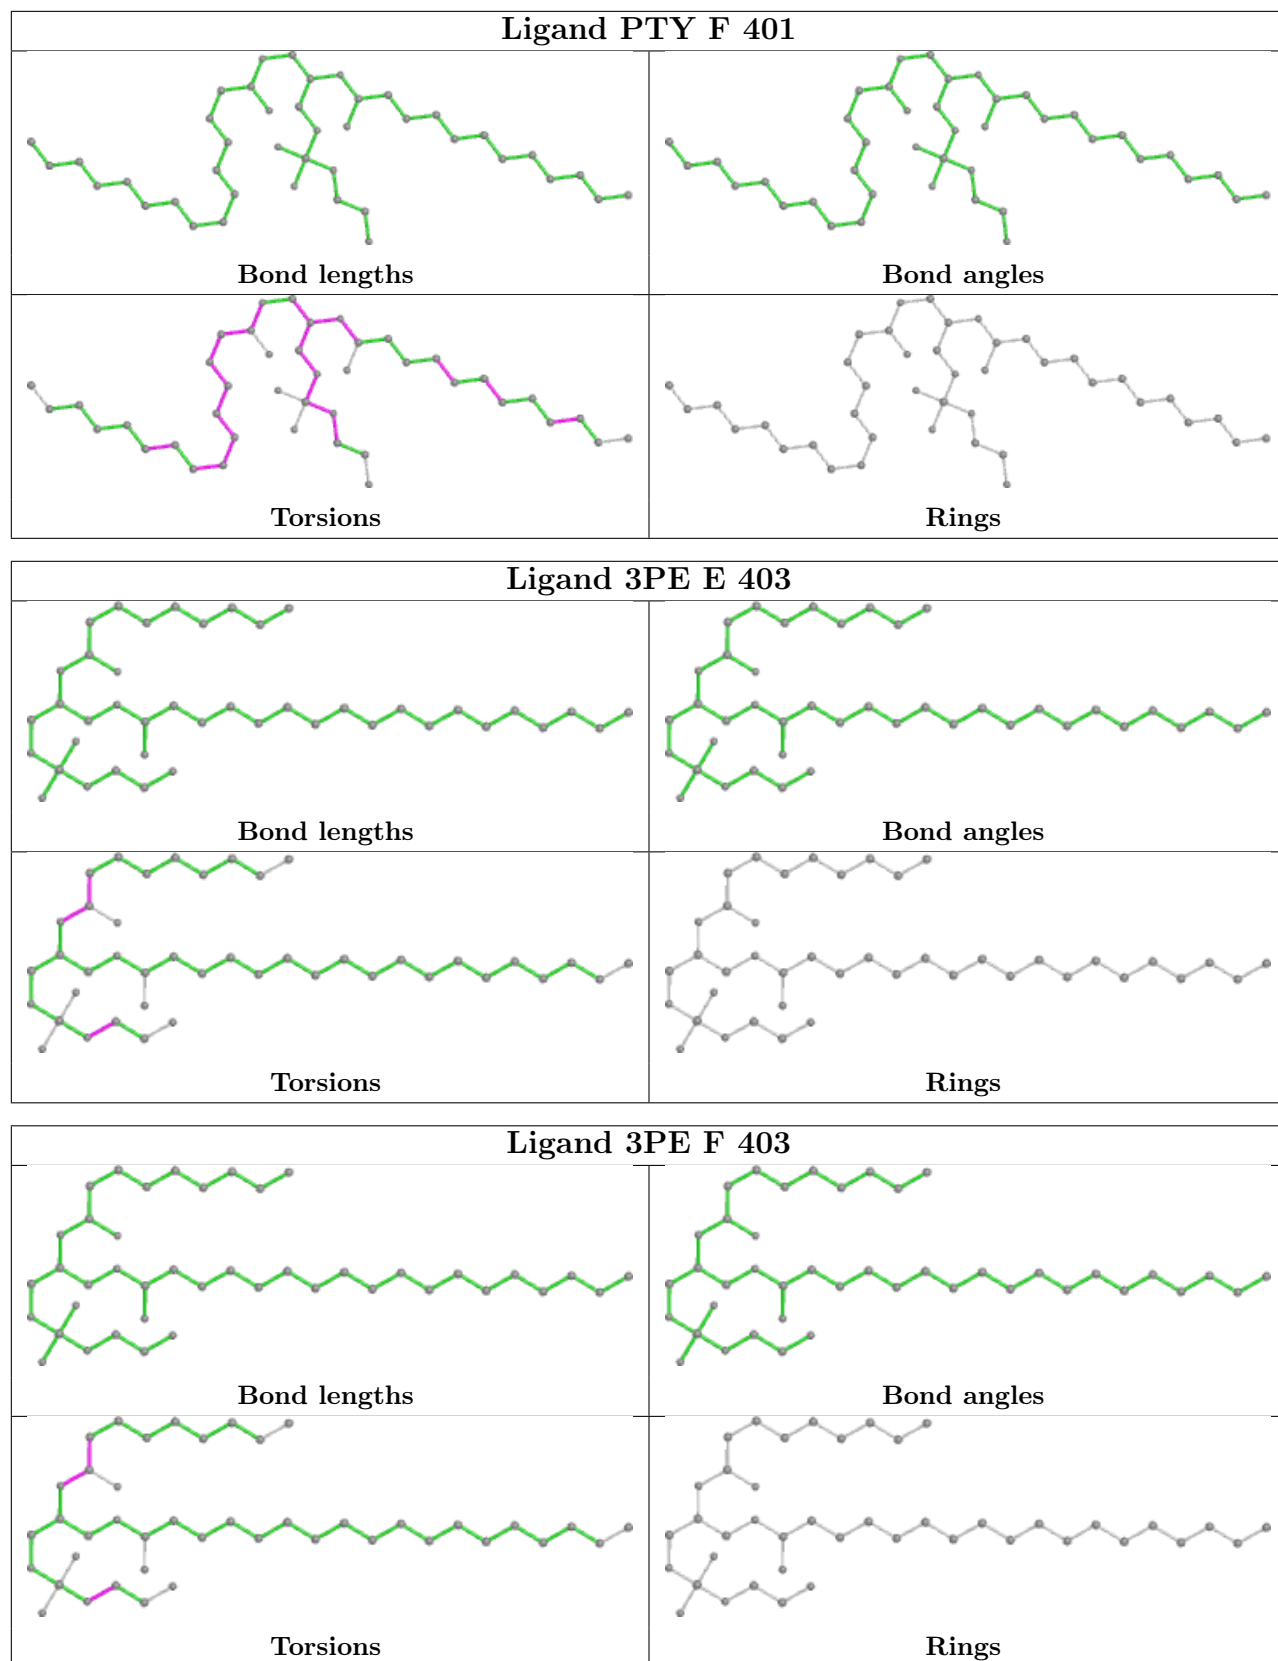 Ligand PTY F 401
Bond lengths
Bond angles
Torsions
Rings
Ligand 3PE E 403
Bond lengths
Bond angles
Torsions
Rings
Ligand 3PE F 403
Bond lengths
Bond angles
Torsions
Rings